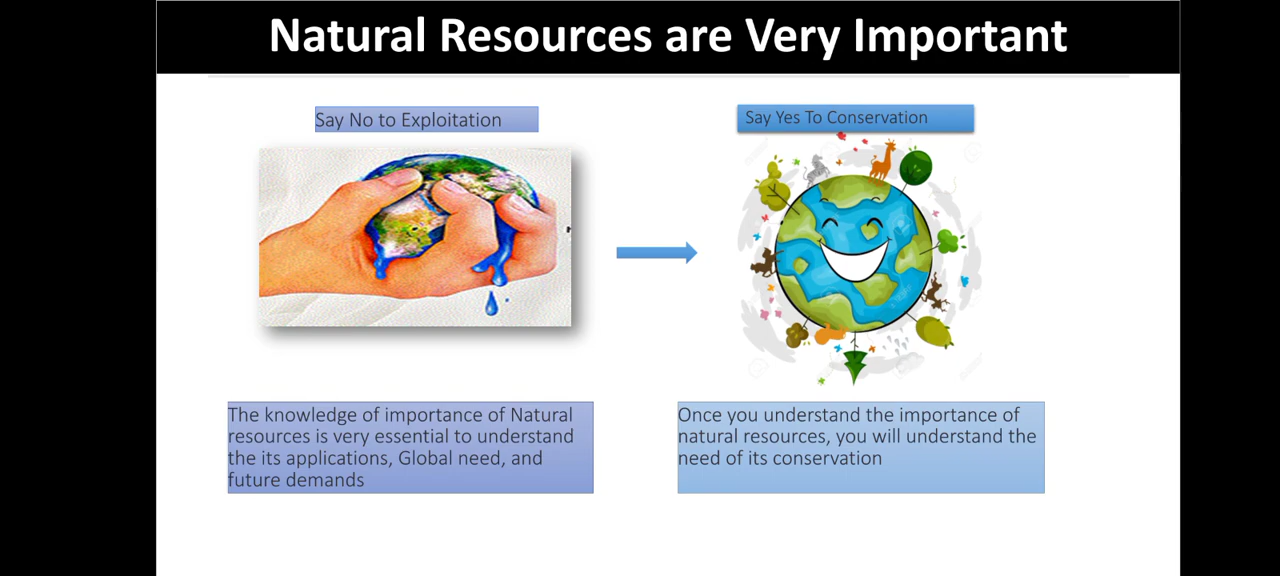 Natural Resources are Very Important
Say No to Exploitation
Say Yes To Conservation
The knowledge of importance of Natural
resources is very essential to understand
the its applications, Global need, and
future demands
Once you understand the importance of
natural resources, you will understand the
need of its conservation